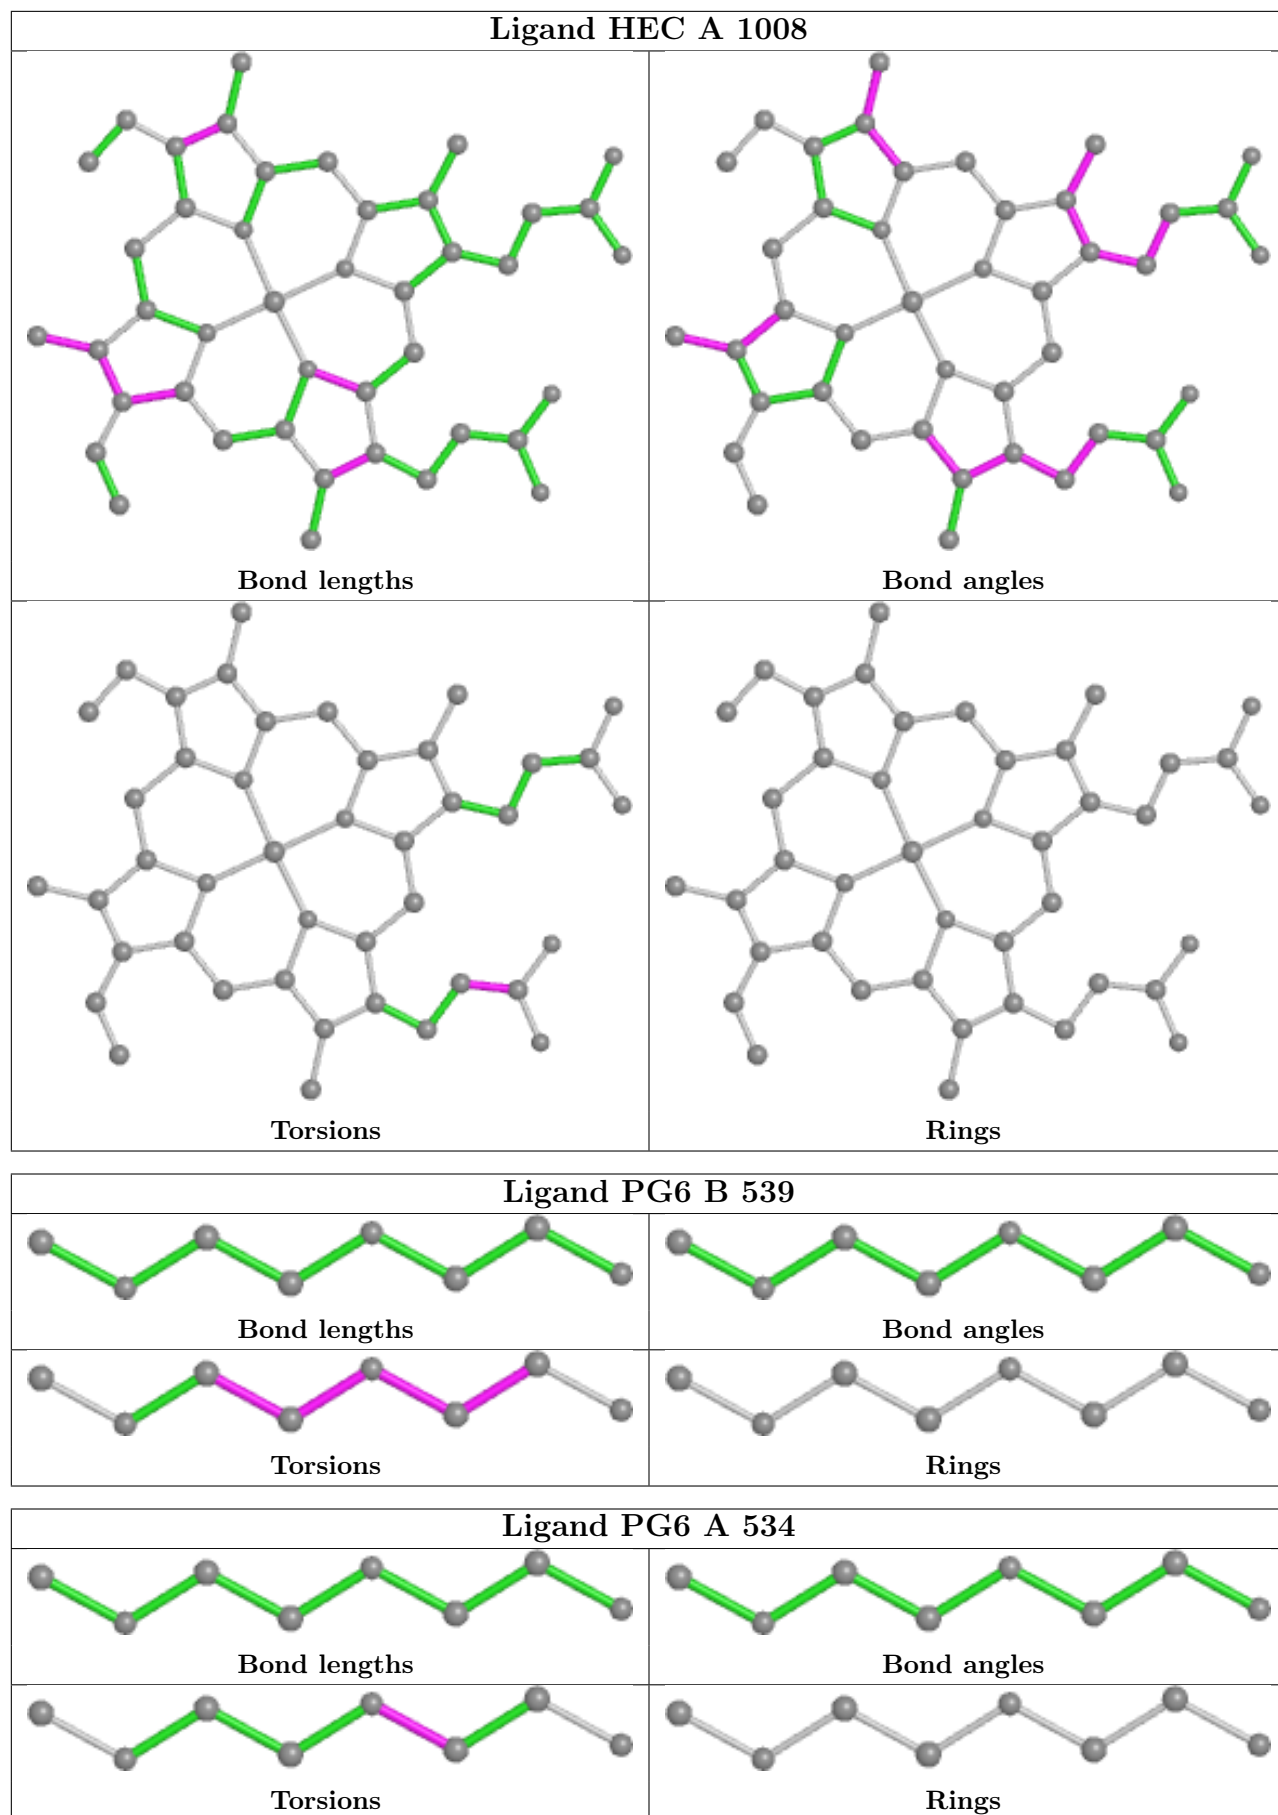 Ligand HEC A 1008
Bond lengths
Bond angles
Torsions
Rings
Ligand PG6 B 539
Bond lengths
Bond angles
Torsions
Rings
Ligand PG6 A 534
Bond lengths
Bond angles
Torsions
Rings